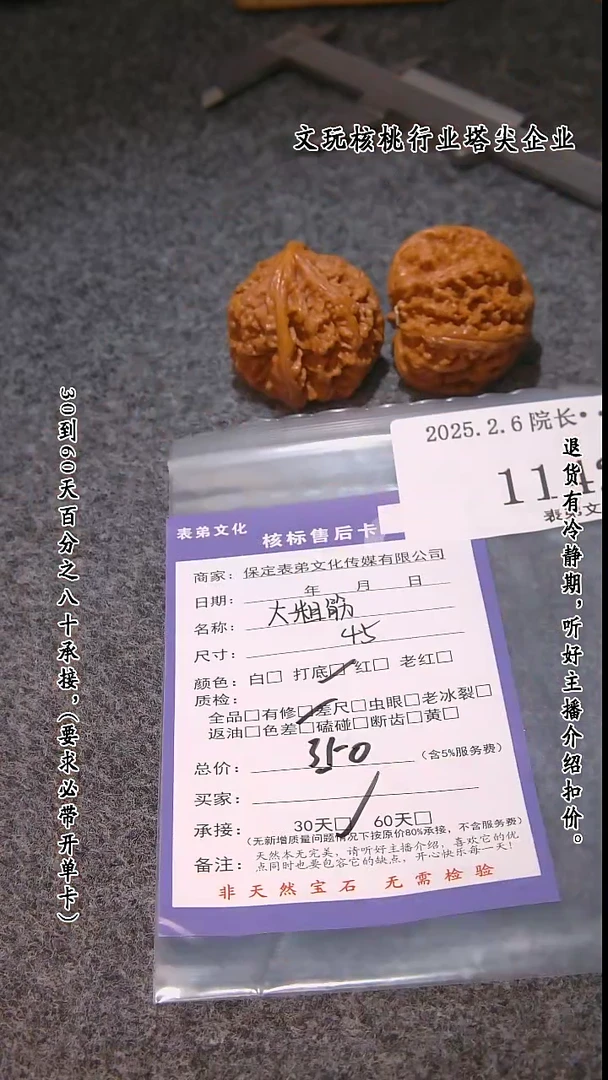 文玩核桃行业塔尖企业
30到60天百分之八十承接,(要求必带开单卡)
退货有冷静期,听好主播介绍扣价。
2025.2.6 院长
114
表弟文
表弟文化 核标售后卡
商家: 保定表弟文化传媒有限公司
日期: 年 月 日
名称: 大粗筋
尺寸: 45
颜色: 白□ 打底□ 红□ 老红□
质检:
全品□有修□差尺□虫眼□老冰裂□
返油□色差□磕碰□断齿□黄□
总价: 350 (含5%服务费)
买家:
承接: 30天□ 60天□
(无新增质量问题情况下按原价80%承接,不含服务费)
备注: 天然本无完美,请听好主播介绍,喜欢它的优
点同时也要包容它的缺点,开心快乐每一天!
非天然宝石 无需检验